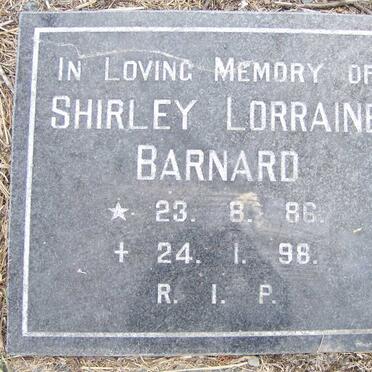 In Loving Memory of
Shirley Lorraine
Barnard
★ 23. 8. 86.
✝ 24. 1. 98.
R. I. P.